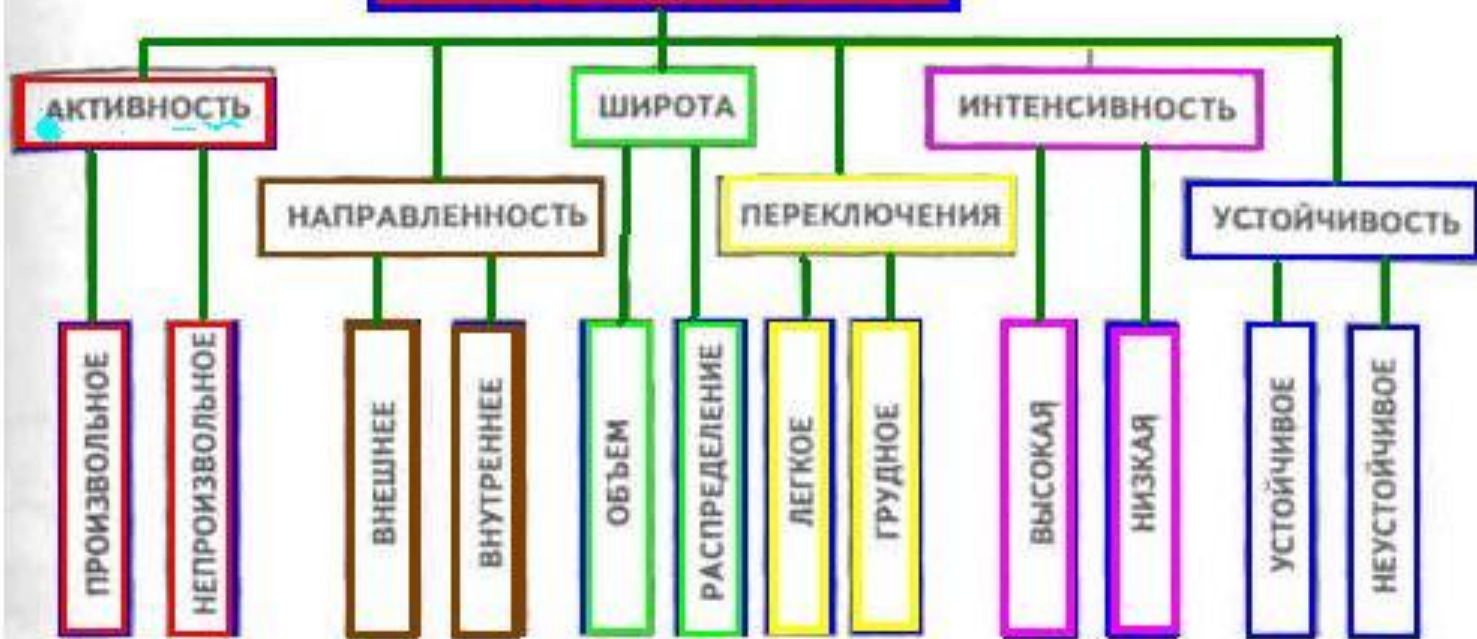 АКТИВНОСТЬ
ШИРОТА
ИНТЕНСИВНОСТЬ
НАПРАВЛЕННОСТЬ
ПЕРЕКЛЮЧЕНИЯ
УСТОЙЧИВОСТЬ
ПРОИЗВОЛЬНОЕ
НЕПРОИЗВОЛЬНОЕ
ВНЕШНЕЕ
ВНУТРЕННЕЕ
ОБЪЕМ
РАСПРЕДЕЛЕНИЕ
ЛЕГКОЕ
ГРУДНОЕ
ВЫСОКАЯ
НИЗКАЯ
УСТОЙЧИВОЕ
НЕУСТОЙЧИВОЕ